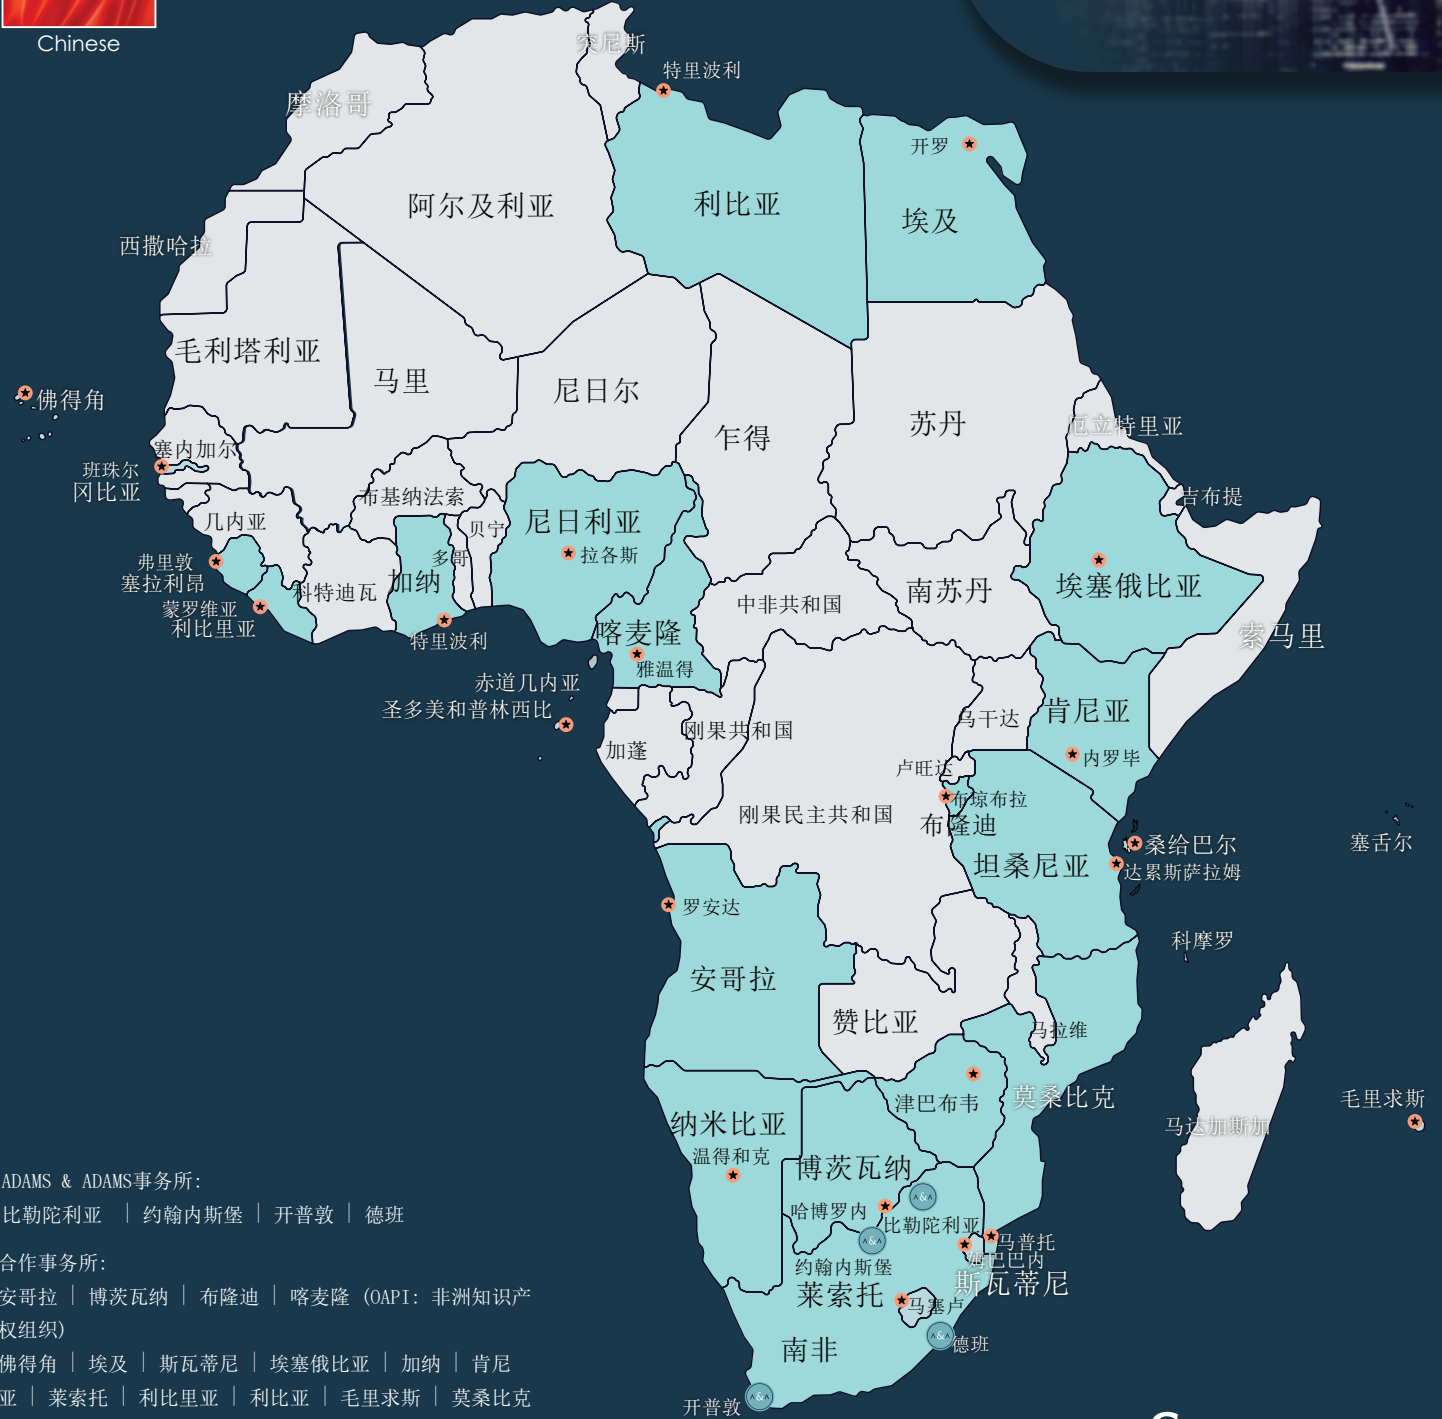 Chinese
突尼斯
特里波利
摩洛哥
开罗
阿尔及利亚
利比亚
埃及
西撒哈拉
毛利塔利亚
马里
尼日尔
佛得角
乍得
苏丹
厄立特里亚
塞内加尔
班珠尔
冈比亚
布基纳法索
吉布提
几内亚
贝宁
尼日利亚
拉各斯
多哥
弗里敦
塞拉利昂
科特迪瓦
加纳
埃塞俄比亚
南苏丹
中非共和国
蒙罗维亚
利比里亚
特里波利
喀麦隆
雅温得
索马里
赤道几内亚
圣多美和普林西比
加蓬
刚果共和国
乌干达
肯尼亚
内罗毕
卢旺达
布琼布拉
刚果民主共和国
布隆迪
桑给巴尔
塞舌尔
坦桑尼亚
达累斯萨拉姆
罗安达
科摩罗
安哥拉
赞比亚
马拉维
津巴布韦
莫桑比克
毛里求斯
马达加斯加
纳米比亚
温得和克
博茨瓦纳
哈博罗内
^&^
比勒陀利亚
^&^
马普托
姆巴巴内
约翰内斯堡
斯瓦蒂尼
莱索托
马塞卢
^&^
德班
南非
^&^
开普敦
ADAMS & ADAMS事务所:
比勒陀利亚 | 约翰内斯堡 | 开普敦 | 德班
合作事务所:
安哥拉 | 博茨瓦纳 | 布隆迪 | 喀麦隆 (OAPI: 非洲知识产
权组织)
佛得角 | 埃及 | 斯瓦蒂尼 | 埃塞俄比亚 | 加纳 | 肯尼
亚 | 莱索托 | 利比里亚 | 利比亚 | 毛里求斯 | 莫桑比克